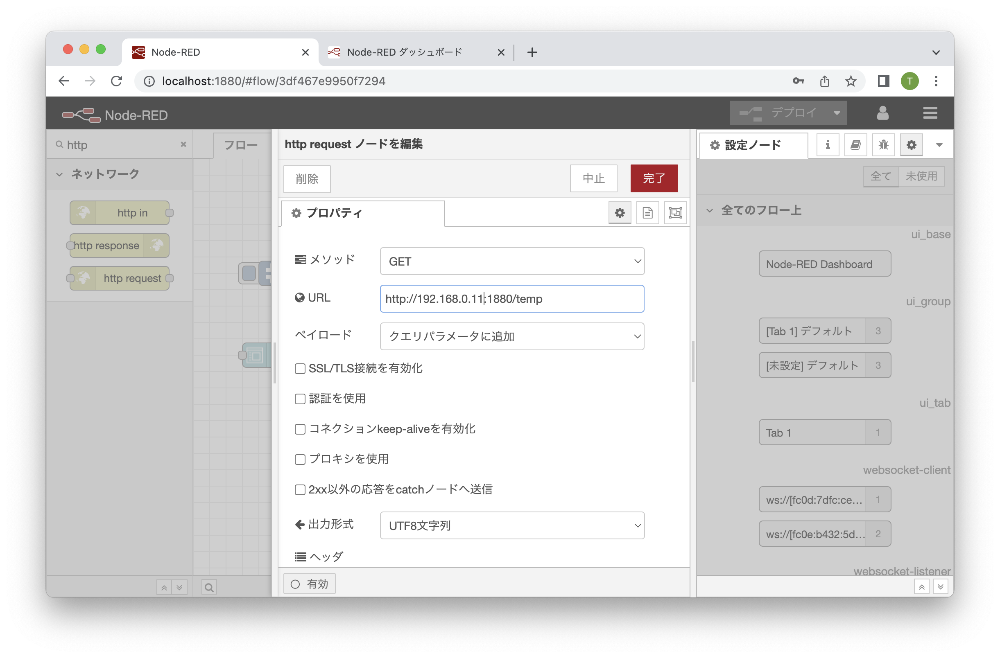 Node-RED
Node-RED ダッシュボード
localhost:1880/#flow/3df467e9950f7294
T
Node-RED
デプロイ
http
ネットワーク
http in
http response
http request
フロー
http request ノードを編集
削除
中止
完了
プロパティ
メソッド
GET
URL
http://192.168.0.11:1880/temp
ペイロード
クエリパラメータに追加
SSL/TLS接続を有効化
認証を使用
コネクションkeep-aliveを有効化
プロキシを使用
2xx以外の応答をcatchノードへ送信
出力形式
UTF8文字列
ヘッダ
有効
設定ノード
全て
未使用
全てのフロー上
ui_base
Node-RED Dashboard
ui_group
[Tab 1] デフォルト 3
[未設定] デフォルト 3
ui_tab
Tab 1 1
websocket-client
ws://[fc0d:7dfc:ce... 1
ws://[fc0e:b432:5d... 2
websocket-listener